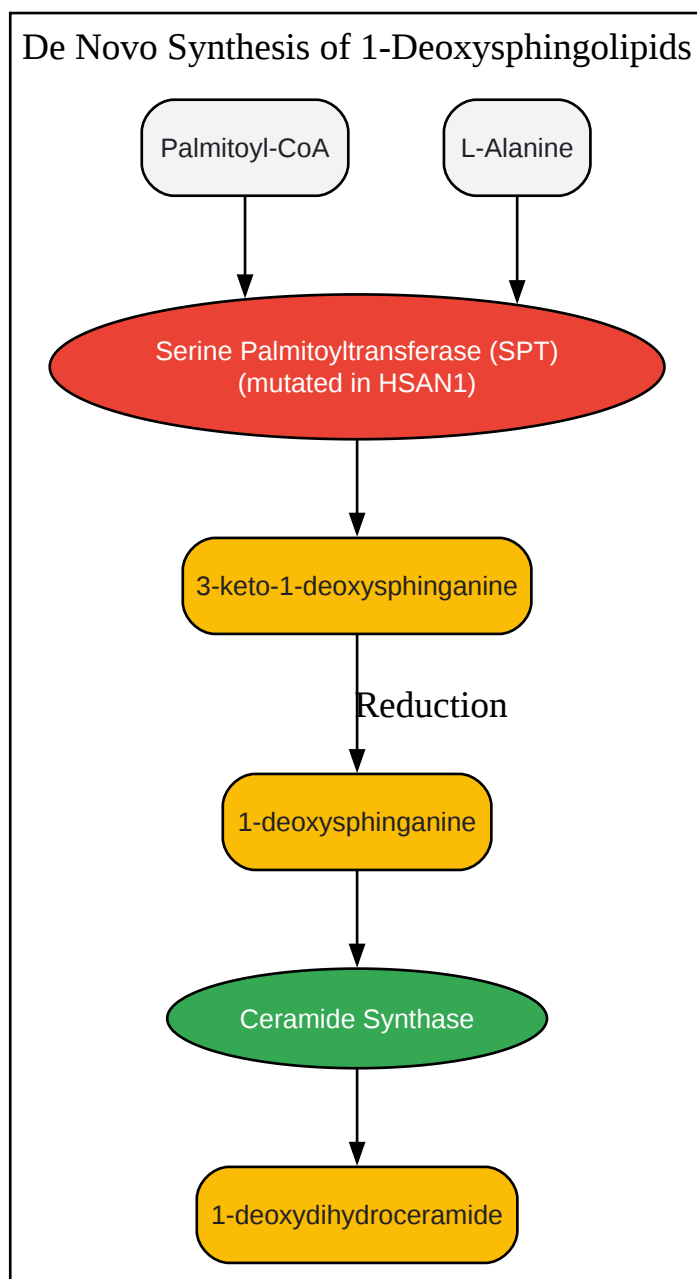 De Novo Synthesis of 1-Deoxysphingolipids
Palmitoyl-CoA
L-Alanine
Serine Palmitoyltransferase (SPT)
(mutated in HSAN1)
3-keto-1-deoxysphinganine
Reduction
1-deoxysphinganine
Ceramide Synthase
1-deoxydihydroceramide